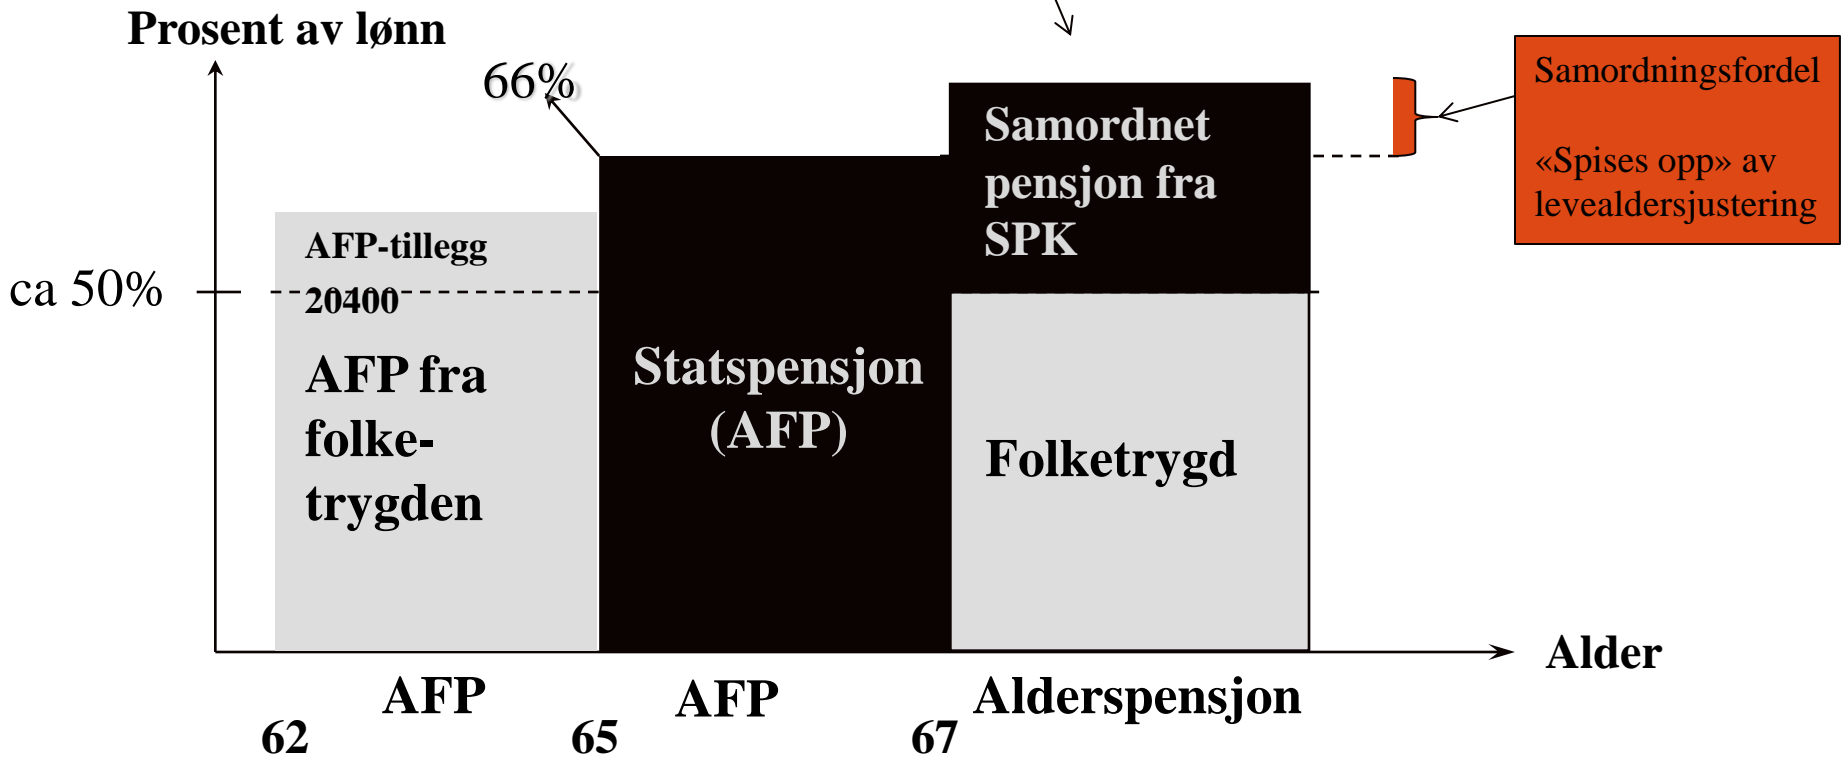 Prosent av lønn
66%
Samordningsfordel
«Spises opp» av
levealdersjustering
Samordnet
pensjon fra
SPK
AFP-tillegg
20400
ca 50%
AFP fra
folke-
trygden
Statspensjon
(AFP)
Folketrygd
Alder
AFP
AFP
Alderspensjon
62
65
67